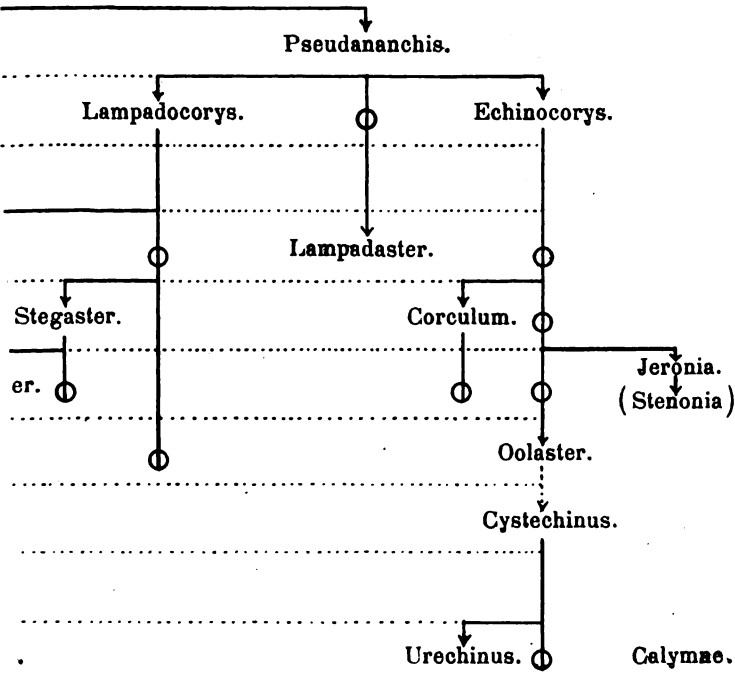 Pseudananchis.
Lampadocorys. Echinocorys.
Lampadaster.
Stegaster. Corculum.
Jeronia.
er. (Stenonia)
Oolaster.
Cystechinus.
Urechinus. Calymne.